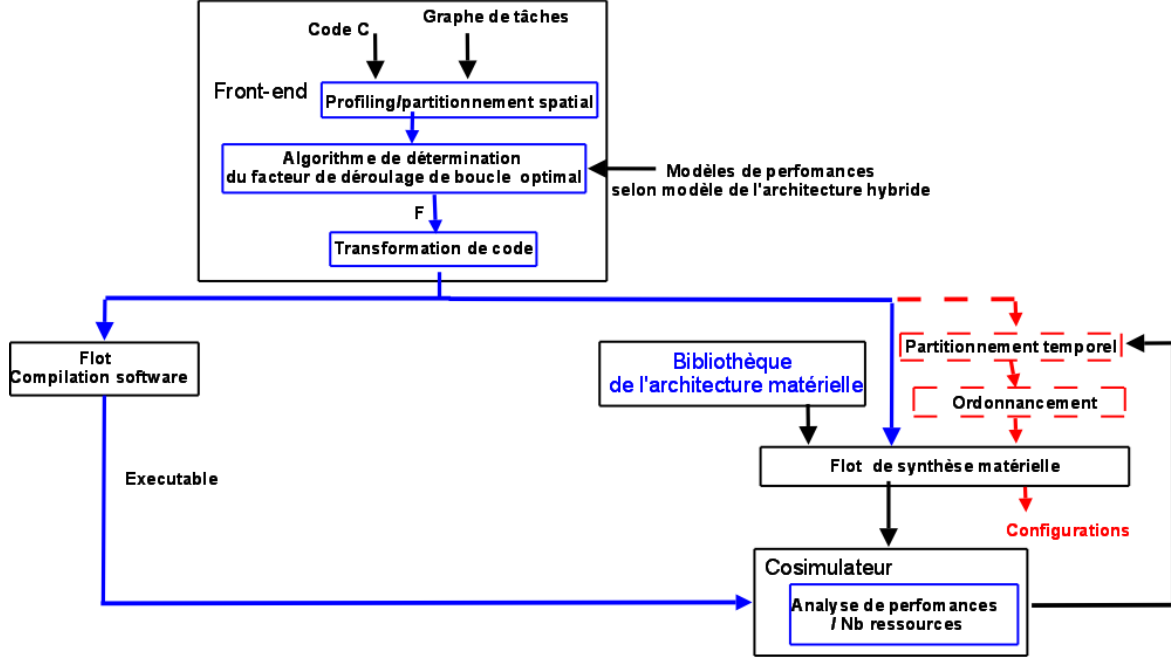 Graphe de tâches
Code C
Front-end
Profiling/partitionnement spatial
Algorithme de détermination
du facteur de déroulage de boucle optimal
Modèles de perfomances
selon modèle de l'architecture hybride
F
Transformation de code
Flot
Compilation software
Bibliothèque
de l'architecture matérielle
Partitionnement temporel
Ordonnancement
Flot de synthèse matérielle
Executable
Configurations
Cosimulateur
Analyse de perfomances
/ Nb ressources